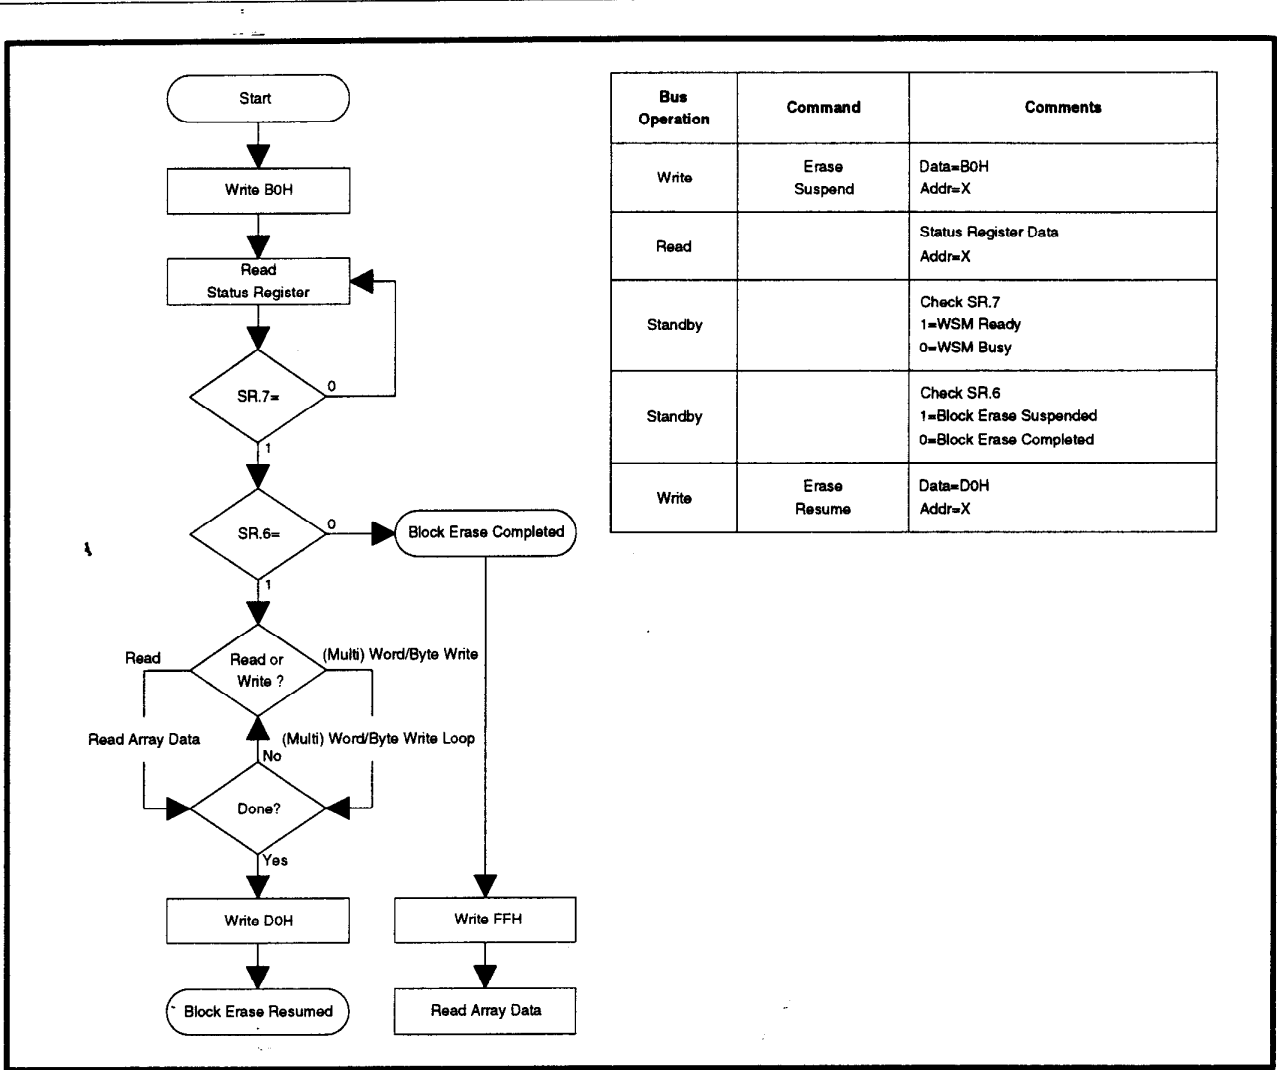 Start
Write B0H
Read
Status Register
SR.7=
0
1
SR.6=
0
Block Erase Completed
1
Read
Read or
Write ?
(Multi) Word/Byte Write
Read Array Data
(Multi) Word/Byte Write Loop
No
Done?
Yes
Write D0H
Write FFH
Block Erase Resumed
Read Array Data
Bus
Operation
Command
Comments
Write
Erase
Suspend
Data=B0H
Addr=X
Read
Status Register Data
Addr=X
Standby
Check SR.7
1=WSM Ready
0=WSM Busy
Standby
Check SR.6
1=Block Erase Suspended
0=Block Erase Completed
Write
Erase
Resume
Data=D0H
Addr=X